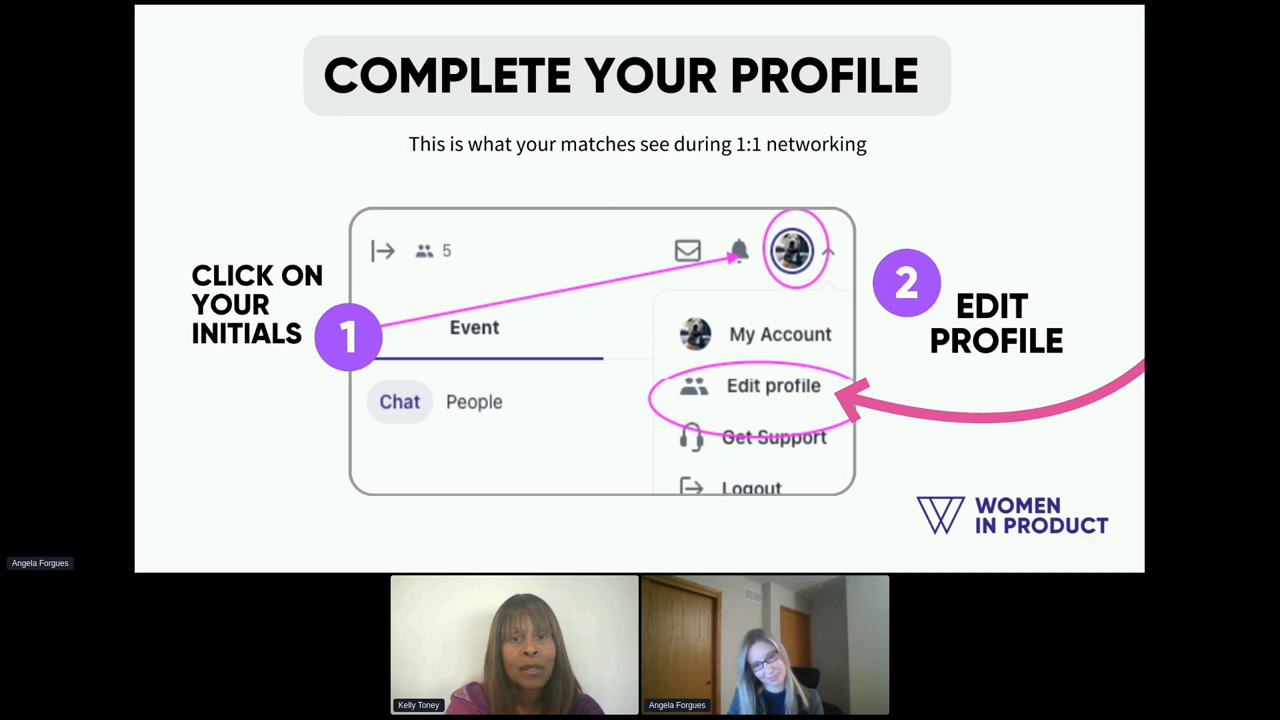 COMPLETE YOUR PROFILE
This is what your matches see during 1:1 networking
CLICK ON
YOUR
INITIALS
1
5
Event
Chat People
My Account
Edit profile
Get Support
Logout
2
EDIT
PROFILE
WOMEN
IN PRODUCT
Angela Forgues
Kelly Toney
Angela Forgues